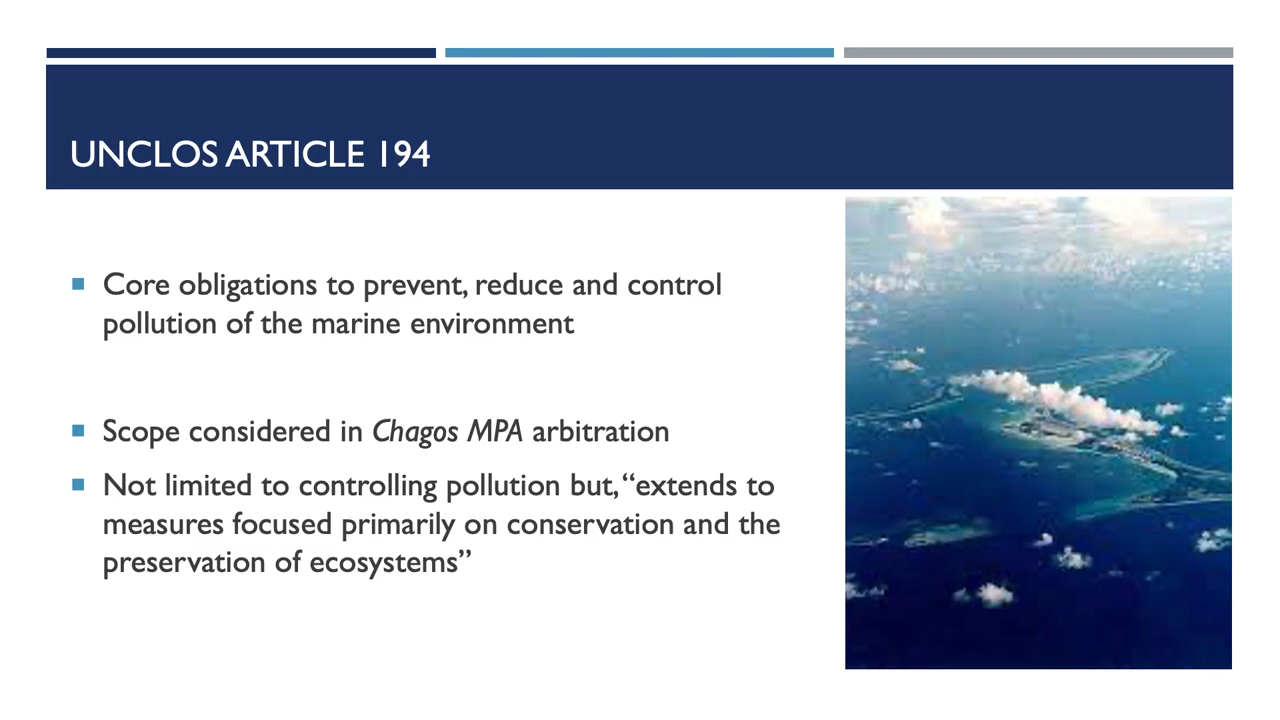 UNCLOS ARTICLE 194
Core obligations to prevent, reduce and control
pollution of the marine environment
Scope considered in Chagos MPA arbitration
Not limited to controlling pollution but, “extends to
measures focused primarily on conservation and the
preservation of ecosystems”